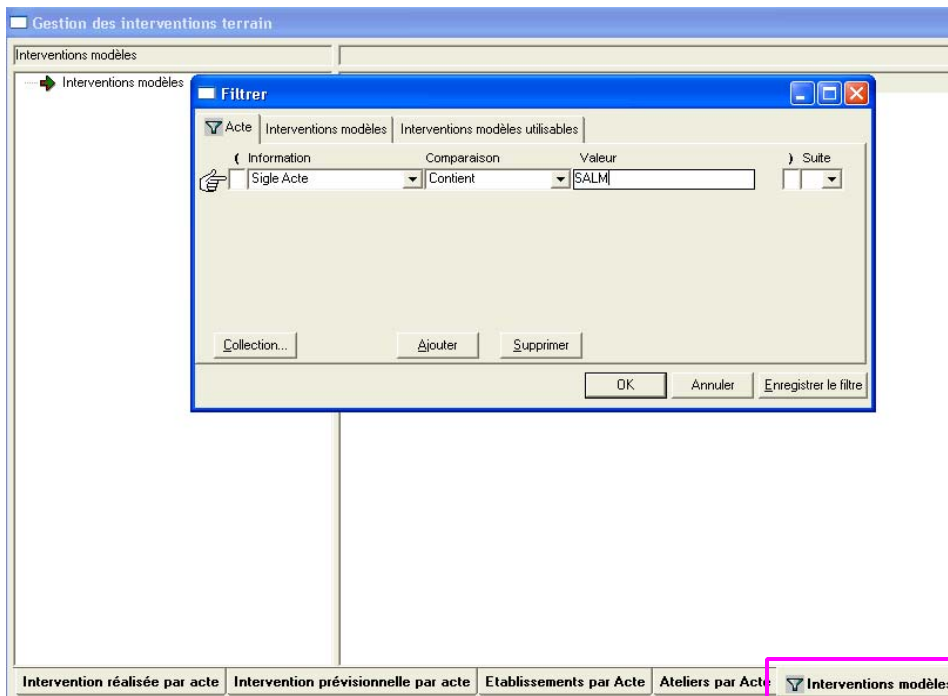 Gestion des interventions terrain
Interventions modèles
Interventions modèles
Filtrer
Acte Interventions modèles Interventions modèles utilisables
( Information Comparaison Valeur ) Suite
Sigle Acte Contient SALM
Collection... Ajouter Supprimer
OK Annuler Enregistrer le filtre
Intervention réalisée par acte Intervention prévisionnelle par acte Etablissements par Acte Ateliers par Acte Interventions modèles